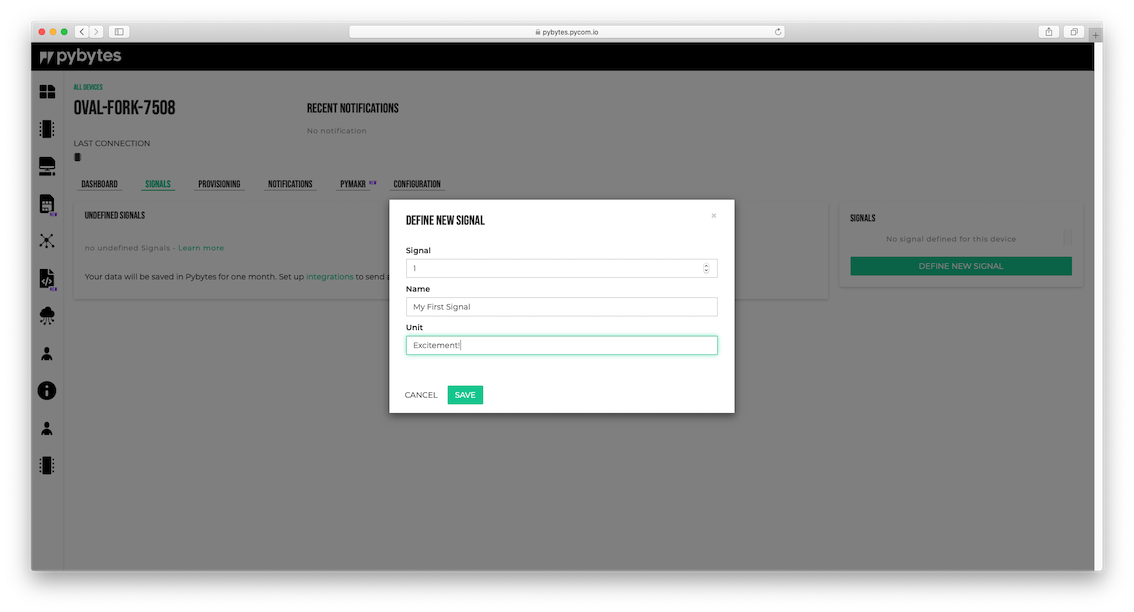 pybytes.pycom.io
pybytes
ALL DEVICES
OVAL-FORK-7508
RECENT NOTIFICATIONS
No notification
LAST CONNECTION
DASHBOARD SIGNALS PROVISIONING NOTIFICATIONS PYMAKR NEW CONFIGURATION
UNDEFINED SIGNALS
no undefined Signals - Learn more
Your data will be saved in Pybytes for one month. Set up integrations to send a
DEFINE NEW SIGNAL
×
Signal
1
Name
My First Signal
Unit
Excitement!
CANCEL SAVE
SIGNALS
No signal defined for this device
DEFINE NEW SIGNAL
NEW
NEW